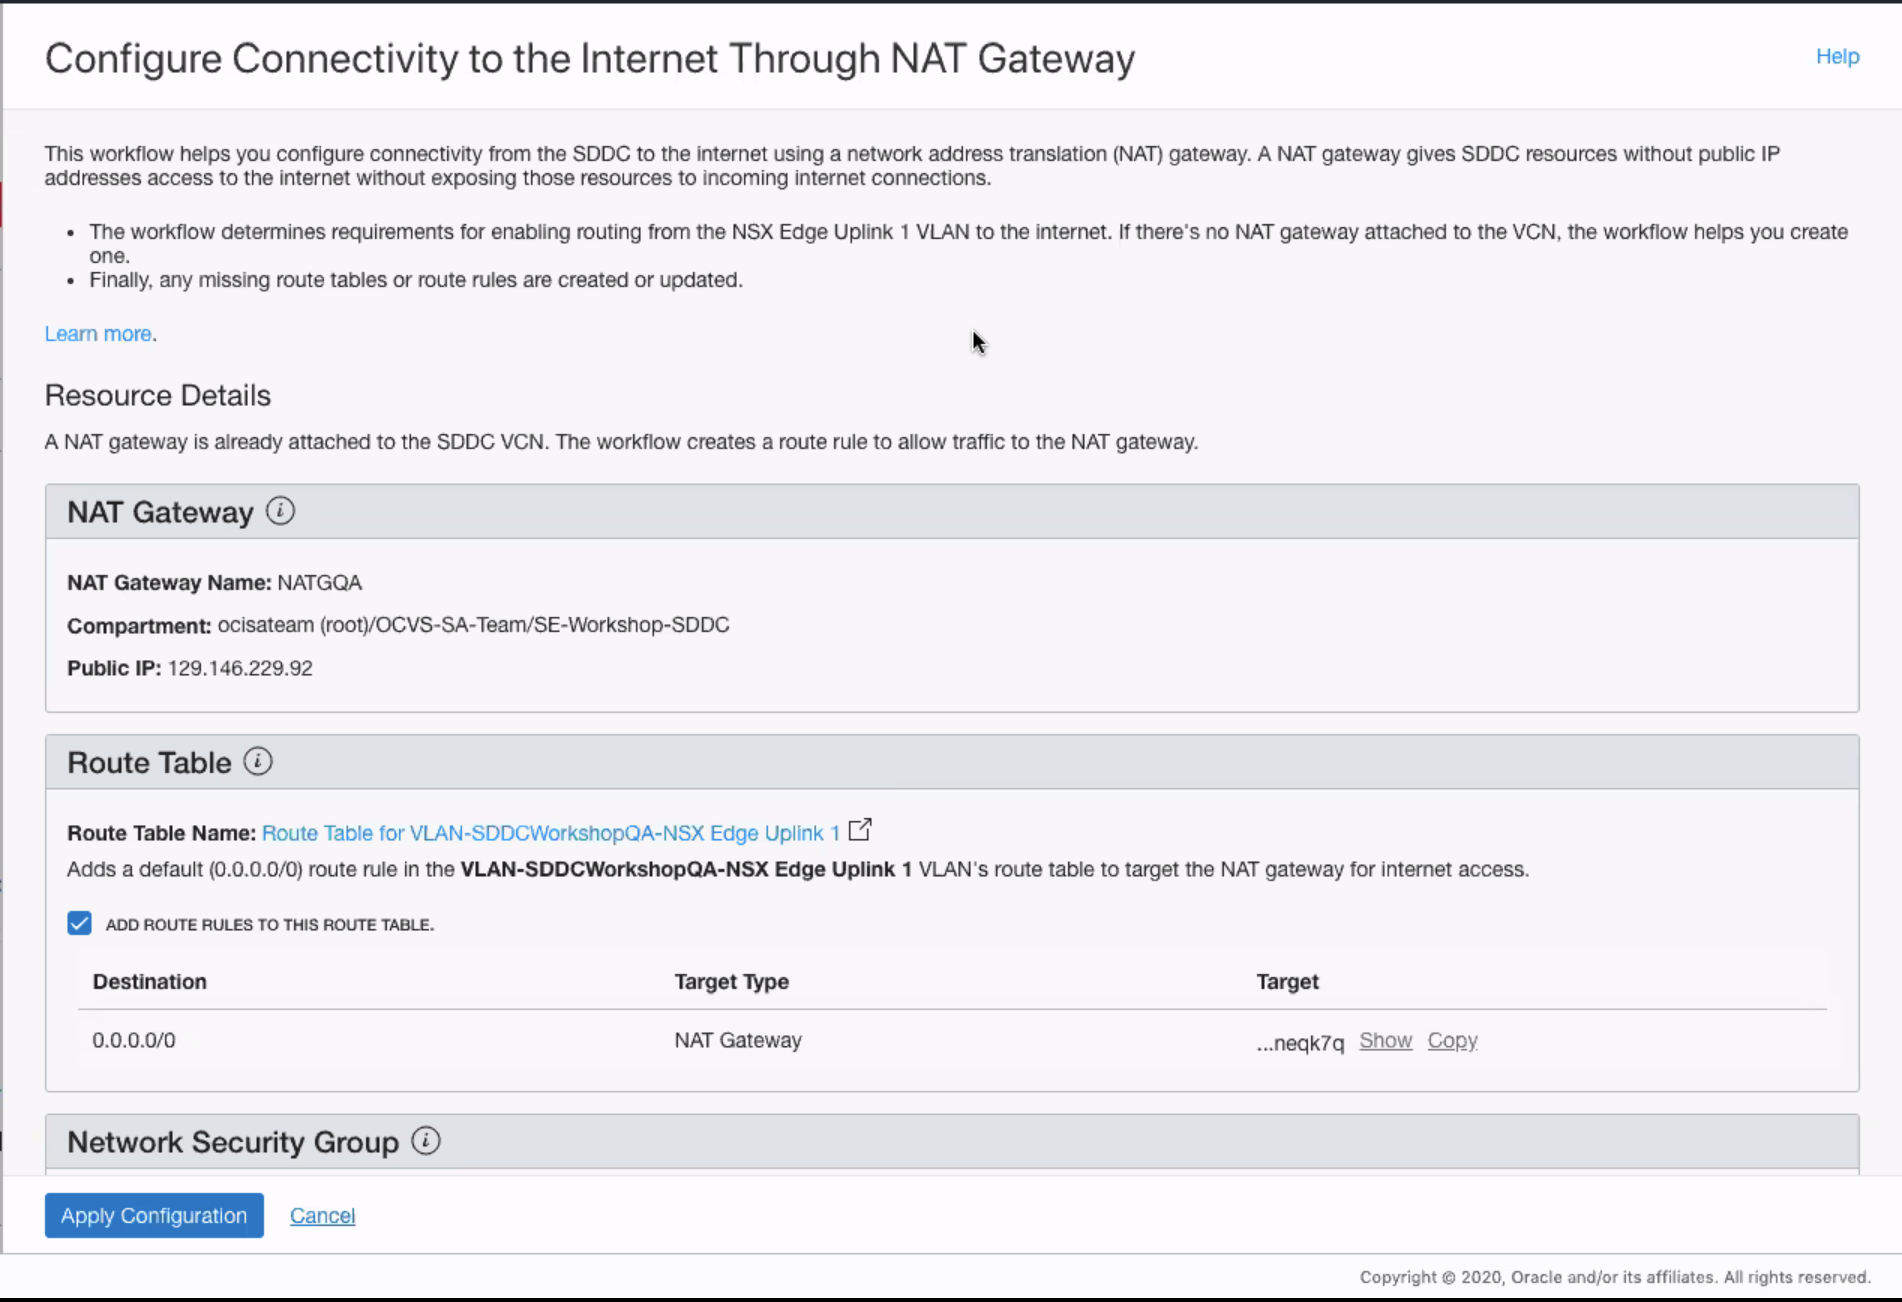 Configure Connectivity to the Internet Through NAT Gateway
Help
This workflow helps you configure connectivity from the SDDC to the internet using a network address translation (NAT) gateway. A NAT gateway gives SDDC resources without public IP
addresses access to the internet without exposing those resources to incoming internet connections.
• The workflow determines requirements for enabling routing from the NSX Edge Uplink 1 VLAN to the internet. If there's no NAT gateway attached to the VCN, the workflow helps you create
one.
• Finally, any missing route tables or route rules are created or updated.
Learn more.
Resource Details
A NAT gateway is already attached to the SDDC VCN. The workflow creates a route rule to allow traffic to the NAT gateway.
NAT Gateway
NAT Gateway Name: NATGQA
Compartment: ocisateam (root)/OCVS-SA-Team/SE-Workshop-SDDC
Public IP: 129.146.229.92
Route Table
Route Table Name: Route Table for VLAN-SDDCWorkshopQA-NSX Edge Uplink 1
Adds a default (0.0.0.0/0) route rule in the VLAN-SDDCWorkshopQA-NSX Edge Uplink 1 VLAN's route table to target the NAT gateway for internet access.
ADD ROUTE RULES TO THIS ROUTE TABLE.
Destination Target Type Target
0.0.0.0/0 NAT Gateway ...neqk7q Show Copy
Network Security Group
Apply Configuration Cancel
Copyright © 2020, Oracle and/or its affiliates. All rights reserved.